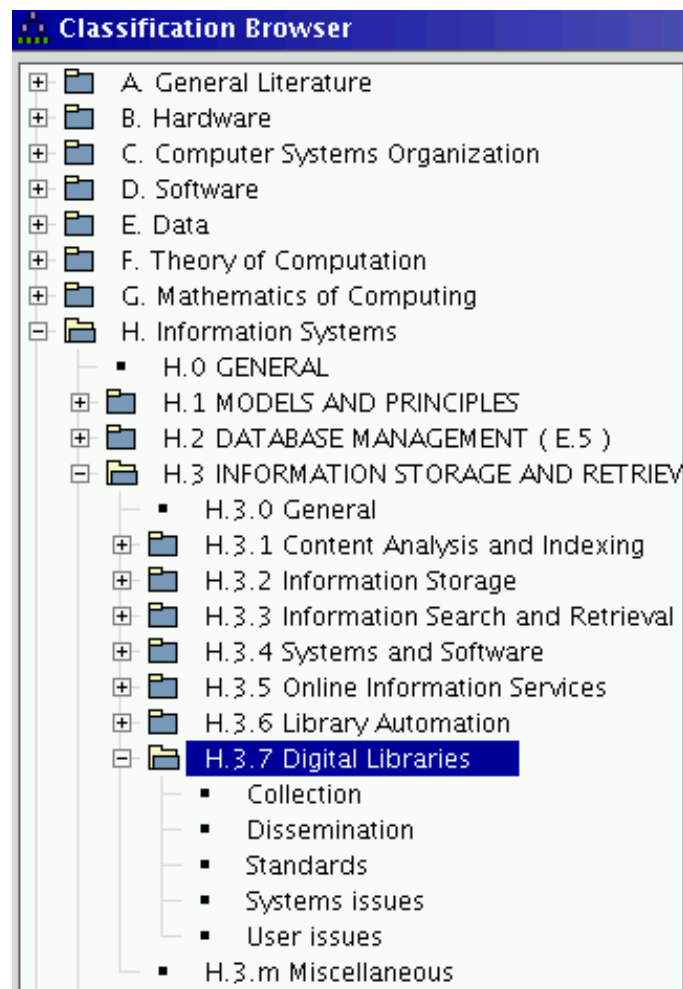 Classification Browser
A. General Literature
B. Hardware
C. Computer Systems Organization
D. Software
E. Data
F. Theory of Computation
G. Mathematics of Computing
H. Information Systems
H.0 GENERAL
H.1 MODELS AND PRINCIPLES
H.2 DATABASE MANAGEMENT ( E.5 )
H.3 INFORMATION STORAGE AND RETRIEV
H.3.0 General
H.3.1 Content Analysis and Indexing
H.3.2 Information Storage
H.3.3 Information Search and Retrieval
H.3.4 Systems and Software
H.3.5 Online Information Services
H.3.6 Library Automation
H.3.7 Digital Libraries
Collection
Dissemination
Standards
Systems issues
User issues
H.3.m Miscellaneous